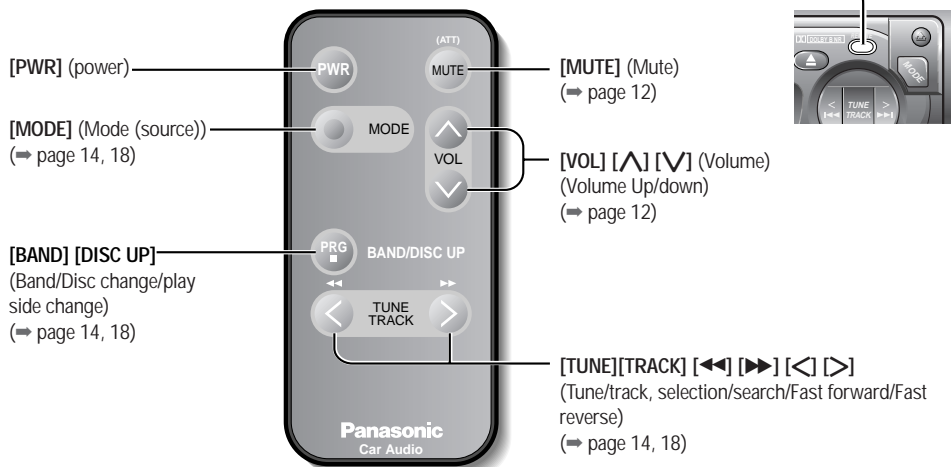 [PWR] (power)
[MODE] (Mode (source))
(➡ page 14, 18)
[BAND] [DISC UP]
(Band/Disc change/play
side change)
(➡ page 14, 18)
(ATT)
PWR
MUTE
MODE
VOL
PRG
■
BAND/DISC UP
◀◀ ▶▶
< TUNE >
TRACK
Panasonic
Car Audio
[MUTE] (Mute)
(➡ page 12)
[VOL] [∧] [∨] (Volume)
(Volume Up/down)
(➡ page 12)
[TUNE][TRACK] [◀◀] [▶▶] [<] [>]
(Tune/track, selection/search/Fast forward/Fast
reverse)
(➡ page 14, 18)
DOLBY B NR
MODE
< TUNE >
|◀◀ TRACK ▶▶|